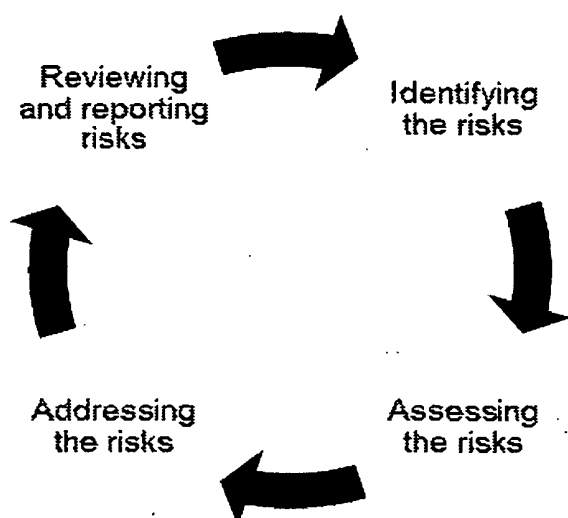 Reviewing
and reporting
risks
Identifying
the risks
Assessing
the risks
Addressing
the risks